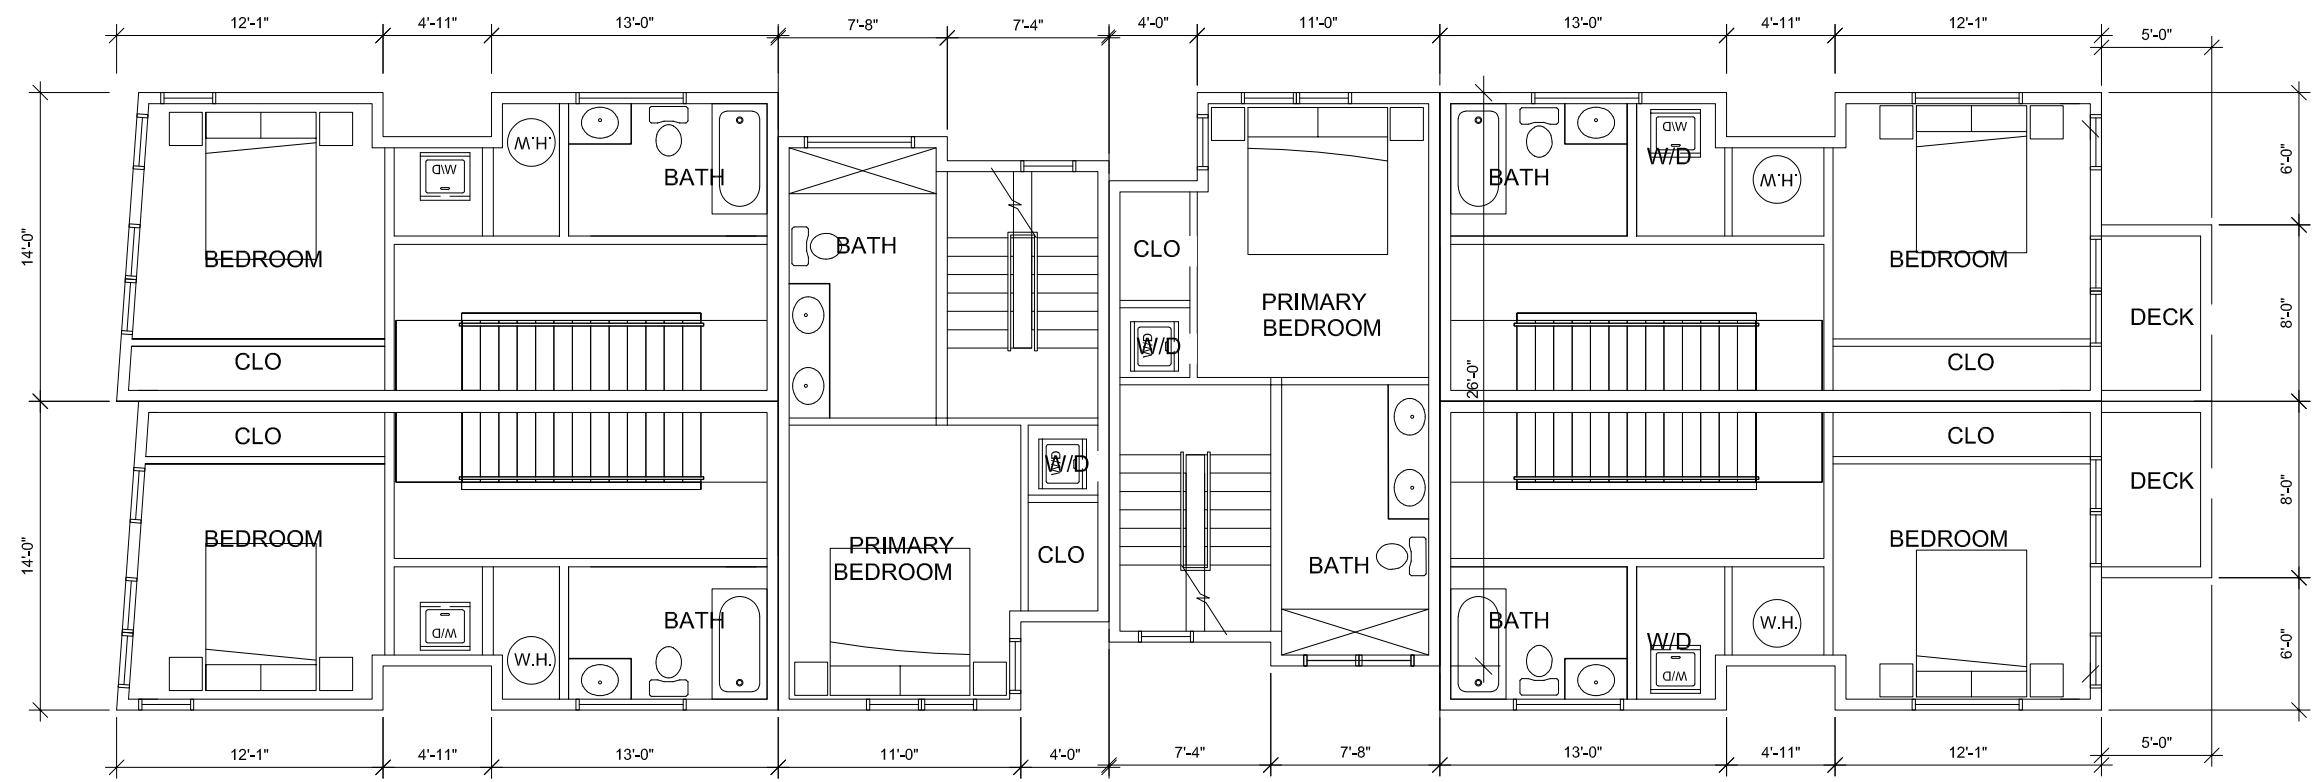 12'-1" 4'-11" 13'-0" 7'-8" 7'-4" 4'-0" 11'-0" 13'-0" 4'-11" 12'-1" 5'-0"
14'-0"
14'-0"
BEDROOM
CLO
W/D
W.H.
BATH
CLO
BEDROOM
W/D
W.H.
BATH
BATH
PRIMARY
BEDROOM
W/D
CLO
CLO
W/D
PRIMARY
BEDROOM
BATH
26'-0"
BATH
W/D
W/D
W.H.
BEDROOM
CLO
DECK
CLO
DECK
BEDROOM
BATH
W/D
W/D
W.H.
6'-0"
8'-0"
8'-0"
6'-0"
12'-1" 4'-11" 13'-0" 11'-0" 4'-0" 7'-4" 7'-8" 13'-0" 4'-11" 12'-1" 5'-0"